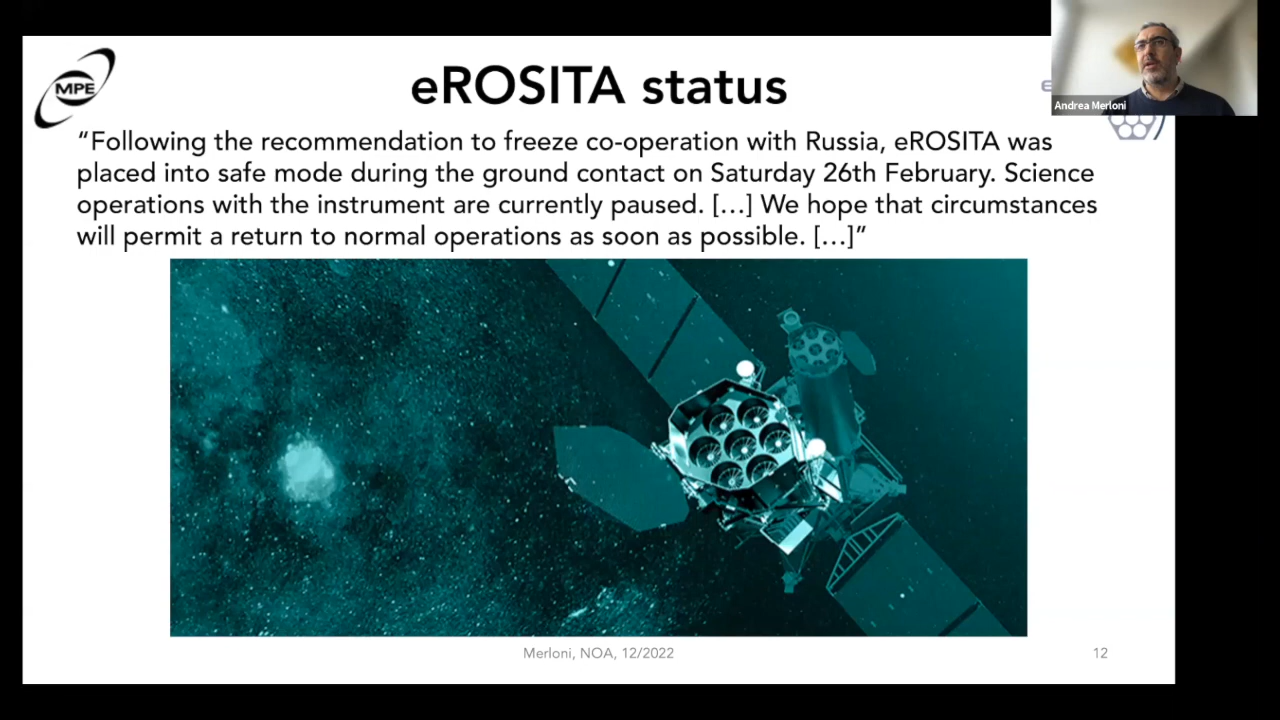 MPE
eROSITA status
Andrea Merloni
“Following the recommendation to freeze co-operation with Russia, eROSITA was
placed into safe mode during the ground contact on Saturday 26th February. Science
operations with the instrument are currently paused. […] We hope that circumstances
will permit a return to normal operations as soon as possible. […]”
Merloni, NOA, 12/2022
12